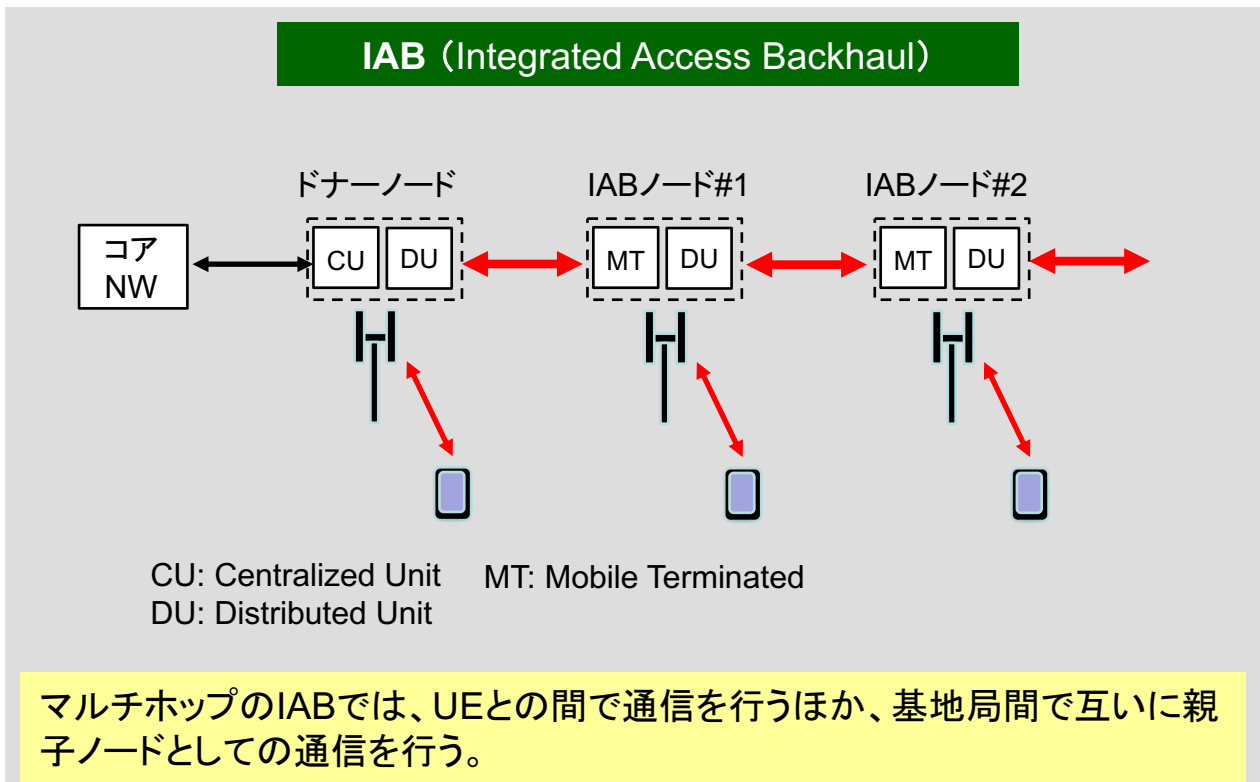 IAB（Integrated Access Backhaul）
ドナーノード
IABノード#1
IABノード#2
コア
NW
CU
DU
MT
DU
MT
DU
CU: Centralized Unit
MT: Mobile Terminated
DU: Distributed Unit
マルチホップのIABでは、UEとの間で通信を行うほか、基地局間で互いに親
子ノードとしての通信を行う。